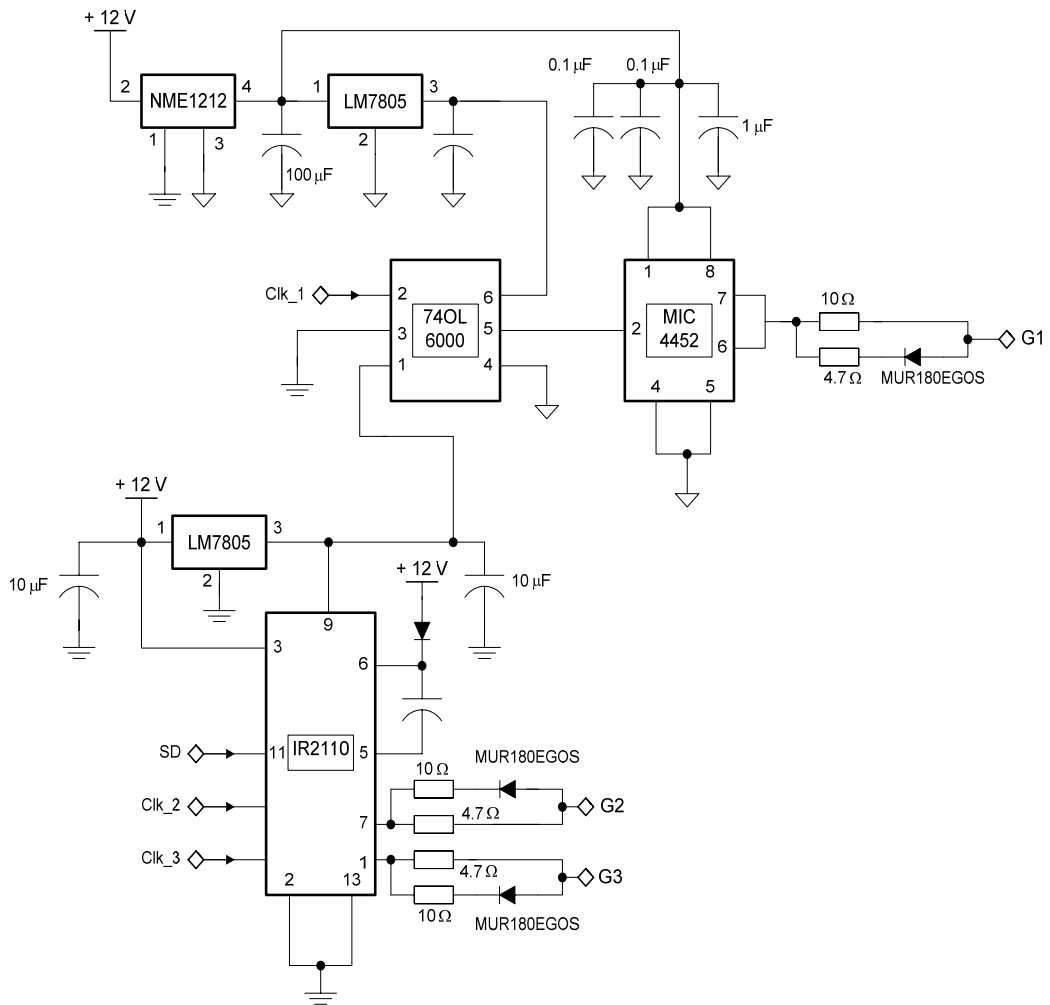 + 12 V
2
NME1212
4
1
3
1
LM7805
3
2
100 μF
0.1 μF
0.1 μF
1 μF
Clk_1
2
3
1
74OL
6000
6
5
4
1
8
2
MIC
4452
7
6
4
5
10 Ω
4.7 Ω
MUR180EGOS
G1
+ 12 V
1
LM7805
3
2
10 μF
10 μF
+ 12 V
9
3
6
SD
11
IR2110
5
Clk_2
7
Clk_3
1
2
13
10 Ω
MUR180EGOS
4.7 Ω
G2
4.7 Ω
G3
10 Ω
MUR180EGOS